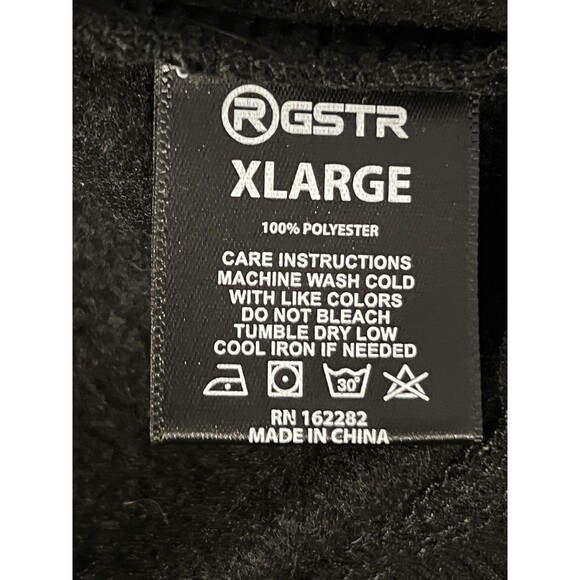 RGSTR
XLARGE
100% POLYESTER
CARE INSTRUCTIONS
MACHINE WASH COLD
WITH LIKE COLORS
DO NOT BLEACH
TUMBLE DRY LOW
COOL IRON IF NEEDED
30°
RN 162282
MADE IN CHINA